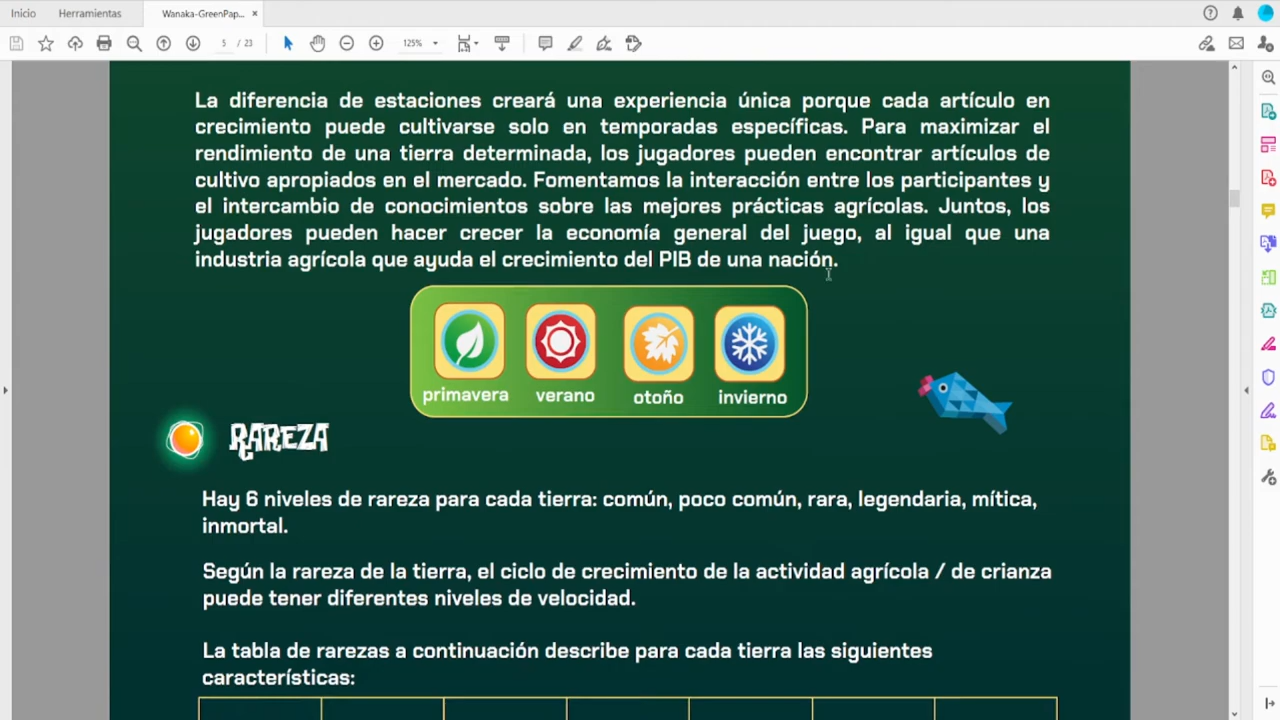 Inicio Herramientas Wanaka-GreenPap... ×
5 / 23 125%
La diferencia de estaciones creará una experiencia única porque cada artículo en
crecimiento puede cultivarse solo en temporadas específicas. Para maximizar el
rendimiento de una tierra determinada, los jugadores pueden encontrar artículos de
cultivo apropiados en el mercado. Fomentamos la interacción entre los participantes y
el intercambio de conocimientos sobre las mejores prácticas agrícolas. Juntos, los
jugadores pueden hacer crecer la economía general del juego, al igual que una
industria agrícola que ayuda el crecimiento del PIB de una nación.
primavera verano otoño invierno
RAREZA
Hay 6 niveles de rareza para cada tierra: común, poco común, rara, legendaria, mítica,
inmortal.
Según la rareza de la tierra, el ciclo de crecimiento de la actividad agrícola / de crianza
puede tener diferentes niveles de velocidad.
La tabla de rarezas a continuación describe para cada tierra las siguientes
características: